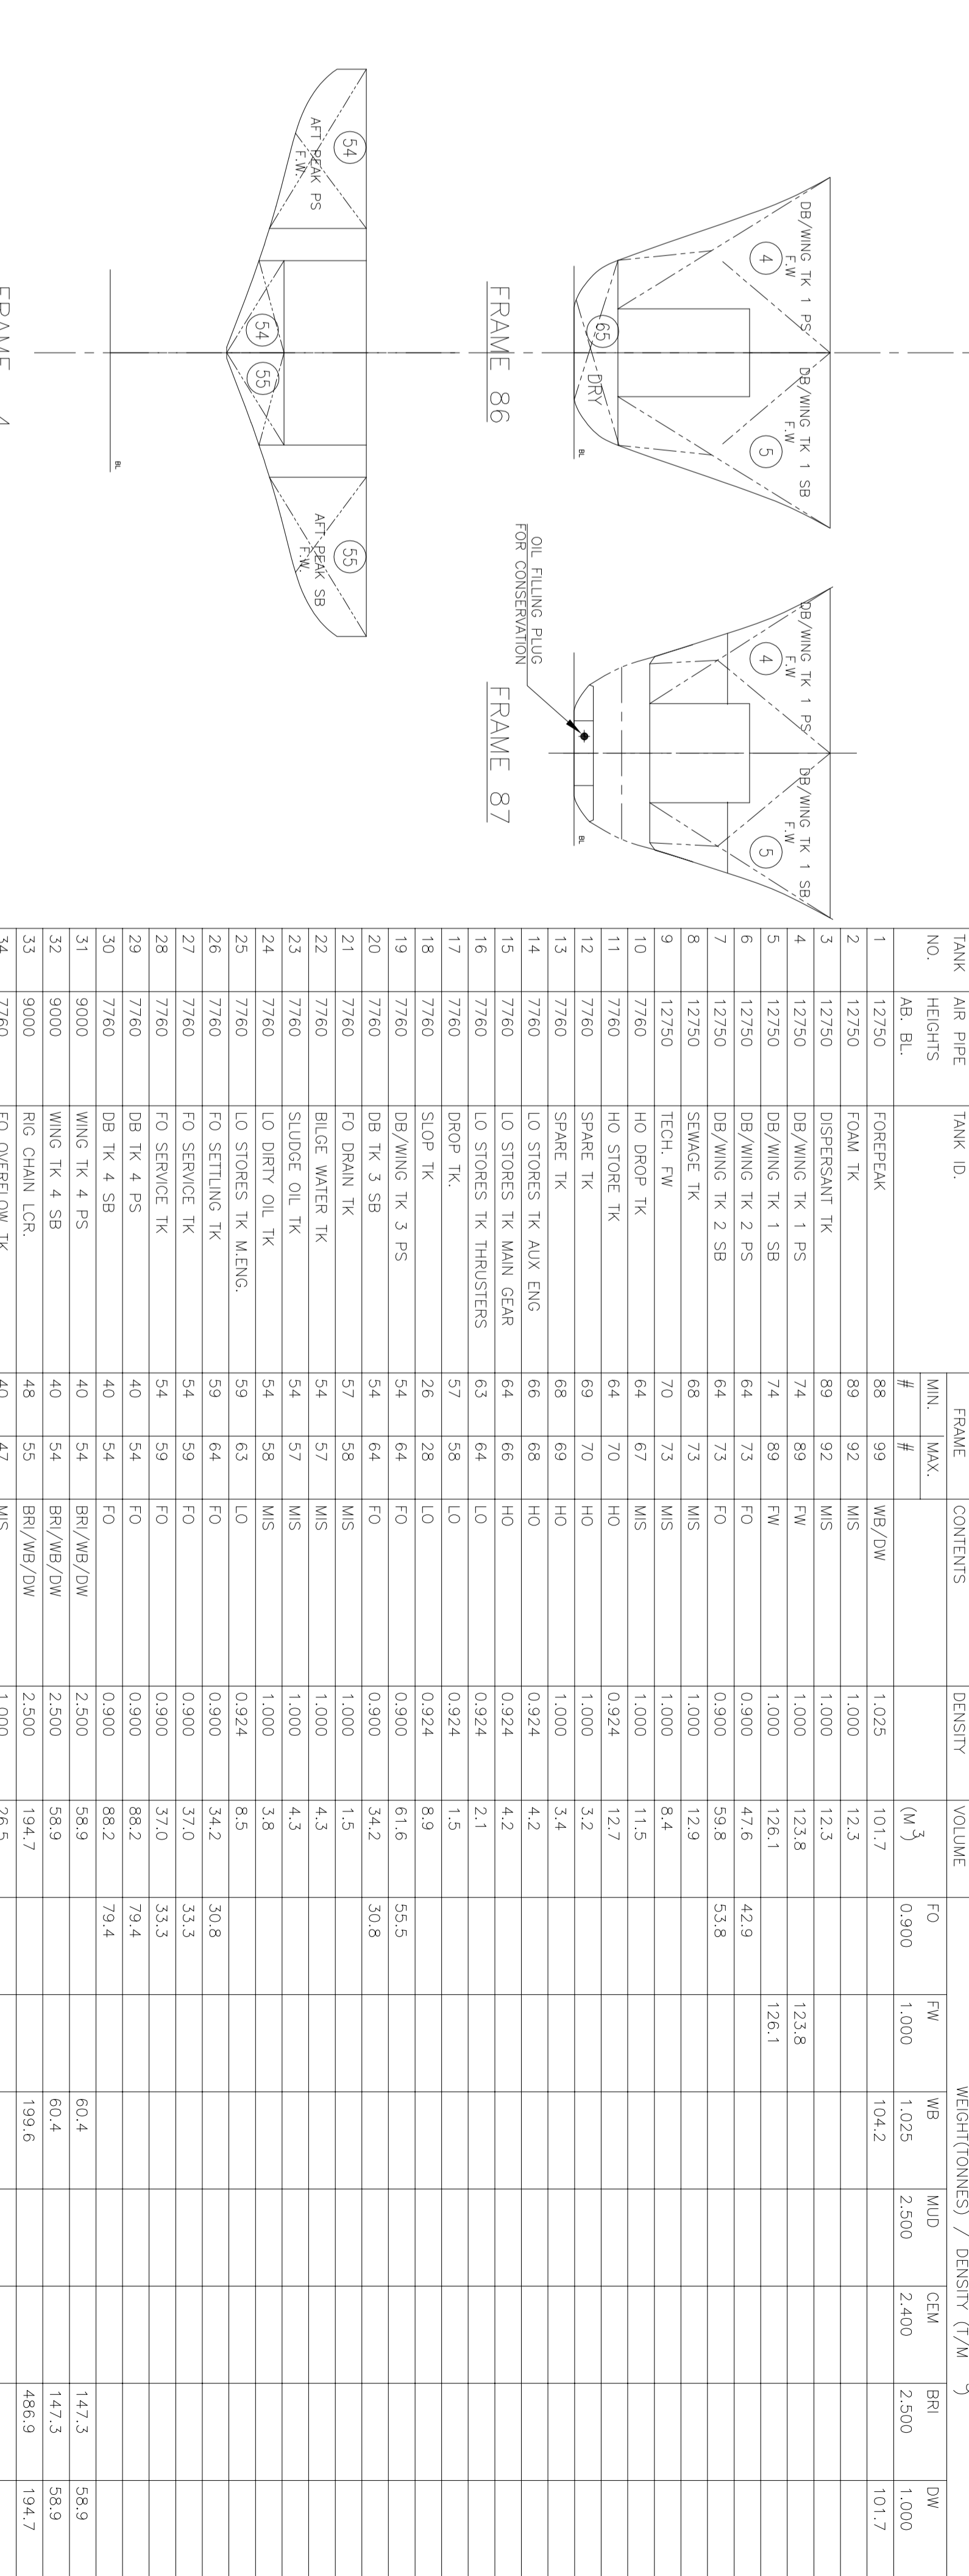 DB/WING TK 1 PS
F.W
4
DB/WING TK 1 SB
F.W
5
65
DRY
BL
FRAME 86
DB/WING TK 1 PS
F.W
4
DB/WING TK 1 SB
F.W
5
BL
OIL FILLING PLUG
FOR CONSERVATION
FRAME 87
54
AFT PEAK PS
F.W.
54
55
55
AFT PEAK SB
F.W.
BL
FRAME 4
TANK AIR PIPE TANK ID. FRAME CONTENTS DENSITY VOLUME WEIGHT(TONNES) / DENSITY (T/M 3)
NO. HEIGHTS MIN. MAX. FO FW WB MUD CEM BRI DW
AB. BL. # # (M 3) 0.900 1.000 1.025 2.500 2.400 2.500 1.000
1 12750 FOREPEAK 88 99 WB/DW 1.025 101.7 104.2 101.7
2 12750 FOAM TK 89 92 MIS 1.000 12.3
3 12750 DISPERSANT TK 89 92 MIS 1.000 12.3
4 12750 DB/WING TK 1 PS 74 89 FW 1.000 123.8 123.8
5 12750 DB/WING TK 1 SB 74 89 FW 1.000 126.1 126.1
6 12750 DB/WING TK 2 PS 64 73 FO 0.900 47.6 42.9
7 12750 DB/WING TK 2 SB 64 73 FO 0.900 59.8 53.8
8 12750 SEWAGE TK 68 73 MIS 1.000 12.9
9 12750 TECH. FW 70 73 MIS 1.000 8.4
10 7760 HO DROP TK 64 67 MIS 1.000 11.5
11 7760 HO STORE TK 64 70 HO 0.924 12.7
12 7760 SPARE TK 69 70 HO 1.000 3.2
13 7760 SPARE TK 68 69 HO 1.000 3.4
14 7760 LO STORES TK AUX ENG 66 68 HO 0.924 4.2
15 7760 LO STORES TK MAIN GEAR 64 66 HO 0.924 4.2
16 7760 LO STORES TK THRUSTERS 63 64 LO 0.924 2.1
17 7760 DROP TK. 57 58 LO 0.924 1.5
18 7760 SLOP TK 26 28 LO 0.924 8.9
19 7760 DB/WING TK 3 PS 54 64 FO 0.900 61.6 55.5
20 7760 DB TK 3 SB 54 64 FO 0.900 34.2 30.8
21 7760 FO DRAIN TK 57 58 MIS 1.000 1.5
22 7760 BILGE WATER TK 54 57 MIS 1.000 4.3
23 7760 SLUDGE OIL TK 54 57 MIS 1.000 4.3
24 7760 LO DIRTY OIL TK 54 58 MIS 1.000 3.8
25 7760 LO STORES TK M.ENG. 59 63 LO 0.924 8.5
26 7760 FO SETTLING TK 59 64 FO 0.900 34.2 30.8
27 7760 FO SERVICE TK 54 59 FO 0.900 37.0 33.3
28 7760 FO SERVICE TK 54 59 FO 0.900 37.0 33.3
29 7760 DB TK 4 PS 40 54 FO 0.900 88.2 79.4
30 7760 DB TK 4 SB 40 54 FO 0.900 88.2 79.4
31 9000 WING TK 4 PS 40 54 BRI/WB/DW 2.500 58.9 60.4 147.3 58.9
32 9000 WING TK 4 SB 40 54 BRI/WB/DW 2.500 58.9 60.4 147.3 58.9
33 9000 RIG CHAIN LCR. 48 55 BRI/WB/DW 2.500 194.7 199.6 486.9 194.7
34 7760 FO OVERFLOW TK 40 47 MIS 1.000 26.5